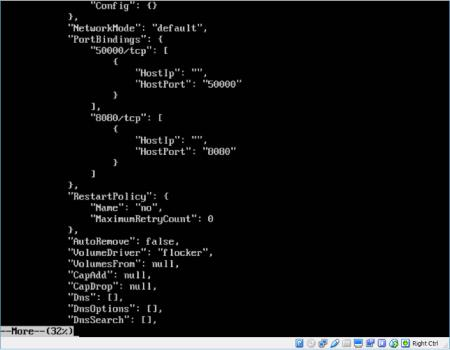 "Config": {}
},
"NetworkMode": "default",
"PortBindings": {
"50000/tcp": [
{
"HostIp": "",
"HostPort": "50000"
}
],
"8080/tcp": [
{
"HostIp": "",
"HostPort": "8080"
}
]
},
"RestartPolicy": {
"Name": "no",
"MaximumRetryCount": 0
},
"AutoRemove": false,
"VolumeDriver": "flocker",
"VolumesFrom": null,
"CapAdd": null,
"CapDrop": null,
"Dns": [],
"DnsOptions": [],
"DnsSearch": [],
--More--(32%)
Right Ctrl